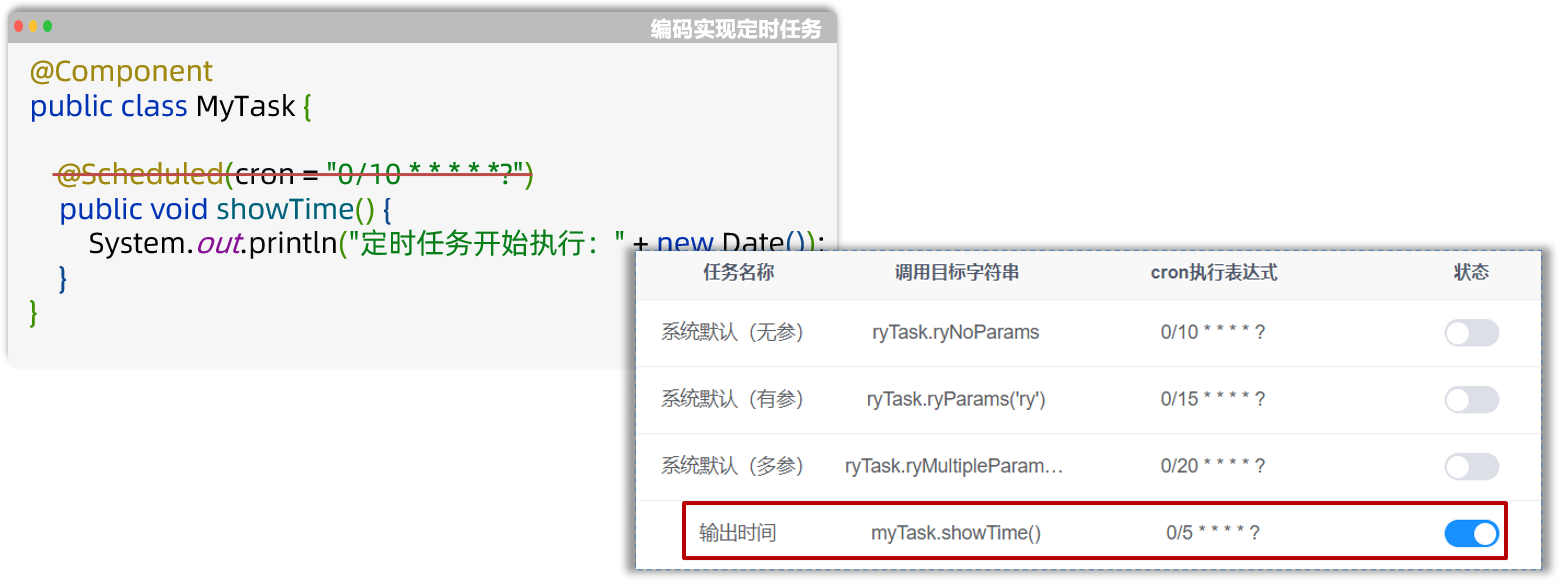 编码实现定时任务
@Component
public class MyTask {
@Scheduled(cron = "0/10 * * * * *?")
public void showTime() {
System.out.println("定时任务开始执行：" + new Date());
}
}
任务名称 调用目标字符串 cron执行表达式 状态
系统默认（无参） ryTask.ryNoParams 0/10 * * * * ?
系统默认（有参） ryTask.ryParams('ry') 0/15 * * * * ?
系统默认（多参） ryTask.ryMultipleParam… 0/20 * * * * ?
输出时间 myTask.showTime() 0/5 * * * * ?